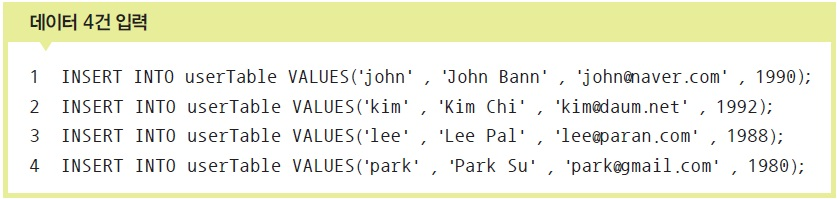 데이터 4건 입력
1 INSERT INTO userTable VALUES('john' , 'John Bann' , 'john@naver.com' , 1990);
2 INSERT INTO userTable VALUES('kim' , 'Kim Chi' , 'kim@daum.net' , 1992);
3 INSERT INTO userTable VALUES('lee' , 'Lee Pal' , 'lee@paran.com' , 1988);
4 INSERT INTO userTable VALUES('park' , 'Park Su' , 'park@gmail.com' , 1980);